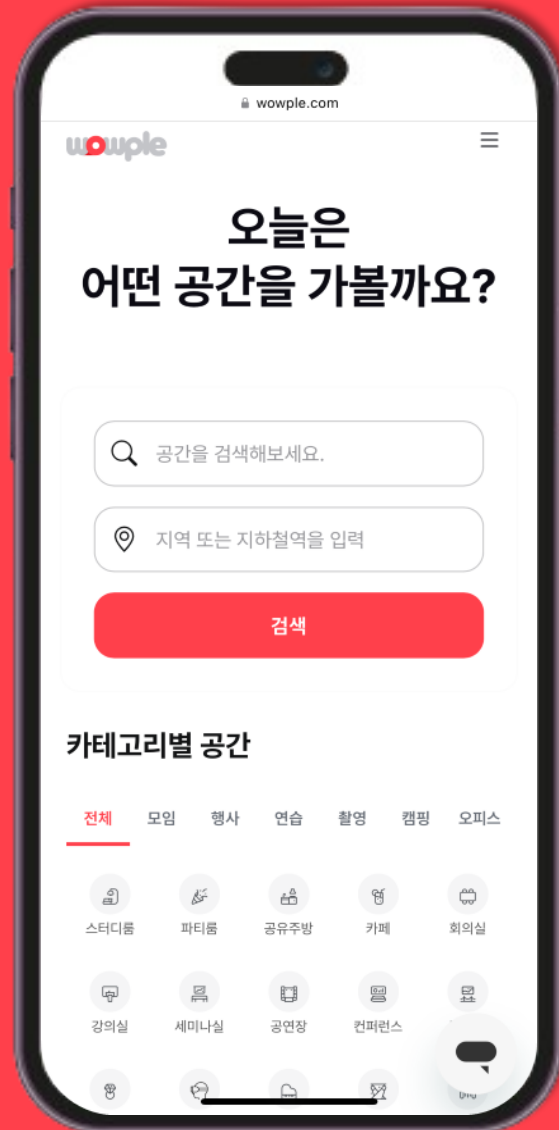 wowple.com
wowple
오늘은
어떤 공간을 가볼까요?
공간을 검색해보세요.
지역 또는 지하철역을 입력
검색
카테고리별 공간
전체 모임 행사 연습 촬영 캠핑 오피스
스터디룸 파티룸 공유주방 카페 회의실
강의실 세미나실 공연장 컨퍼런스